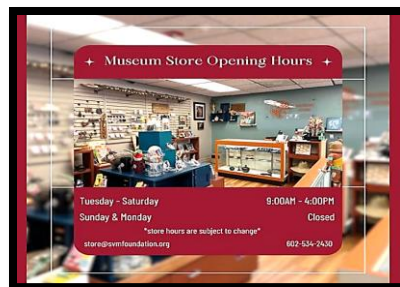 Museum Store Opening Hours
Tuesday - Saturday 9:00AM - 4:00PM
Sunday & Monday Closed
"store hours are subject to change"
store@svmfoundation.org 602-534-2430